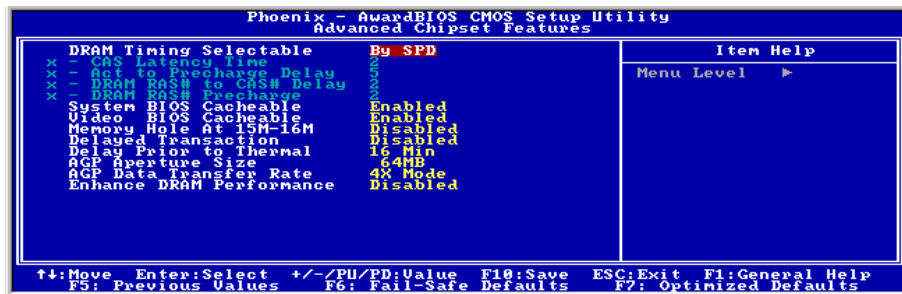 Phoenix - AwardBIOS CMOS Setup Utility
Advanced Chipset Features
DRAM Timing Selectable By SPD
x - CAS Latency Time 2
x - Act to Precharge Delay 5
x - DRAM RAS# to CAS# Delay 2
x - DRAM RAS# Precharge 2
System BIOS Cacheable Enabled
Video BIOS Cacheable Enabled
Memory Hole At 15M-16M Disabled
Delayed Transaction Disabled
Delay Prior to Thermal 16 Min
AGP Aperture Size 64MB
AGP Data Transfer Rate 4X Mode
Enhance DRAM Performance Disabled
Item Help
Menu Level ►
↑↓:Move Enter:Select +/-/PU/PD:Value F10:Save ESC:Exit F1:General Help
F5: Previous Values F6: Fail-Safe Defaults F7: Optimized Defaults